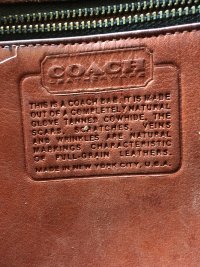 COACH
THIS IS A COACH BAG. IT IS MADE
OUT OF A COMPLETELY NATURAL
GLOVE TANNED COWHIDE, THE
SCARS, SCRATCHES, VEINS
AND WRINKLES ARE NATURAL
MARKINGS CHARACTERISTIC
OF FULL-GRAIN LEATHERS.
MADE IN NEW YORK CITY, U.S.A.